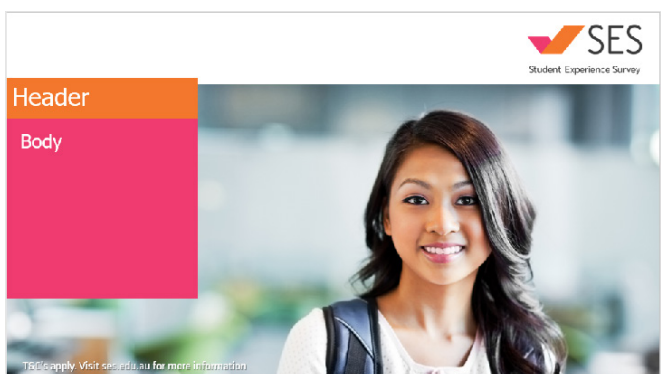 SES
Student Experience Survey
Header
Body
T&C's apply. Visit ses.edu.au for more information